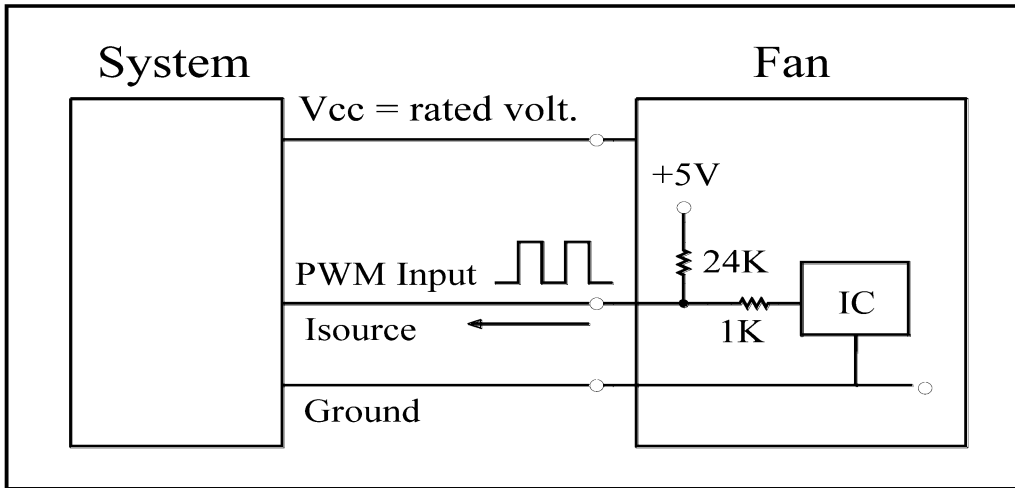 System
Fan
Vcc = rated volt.
+5V
24K
PWM Input
IC
1K
Isource
Ground